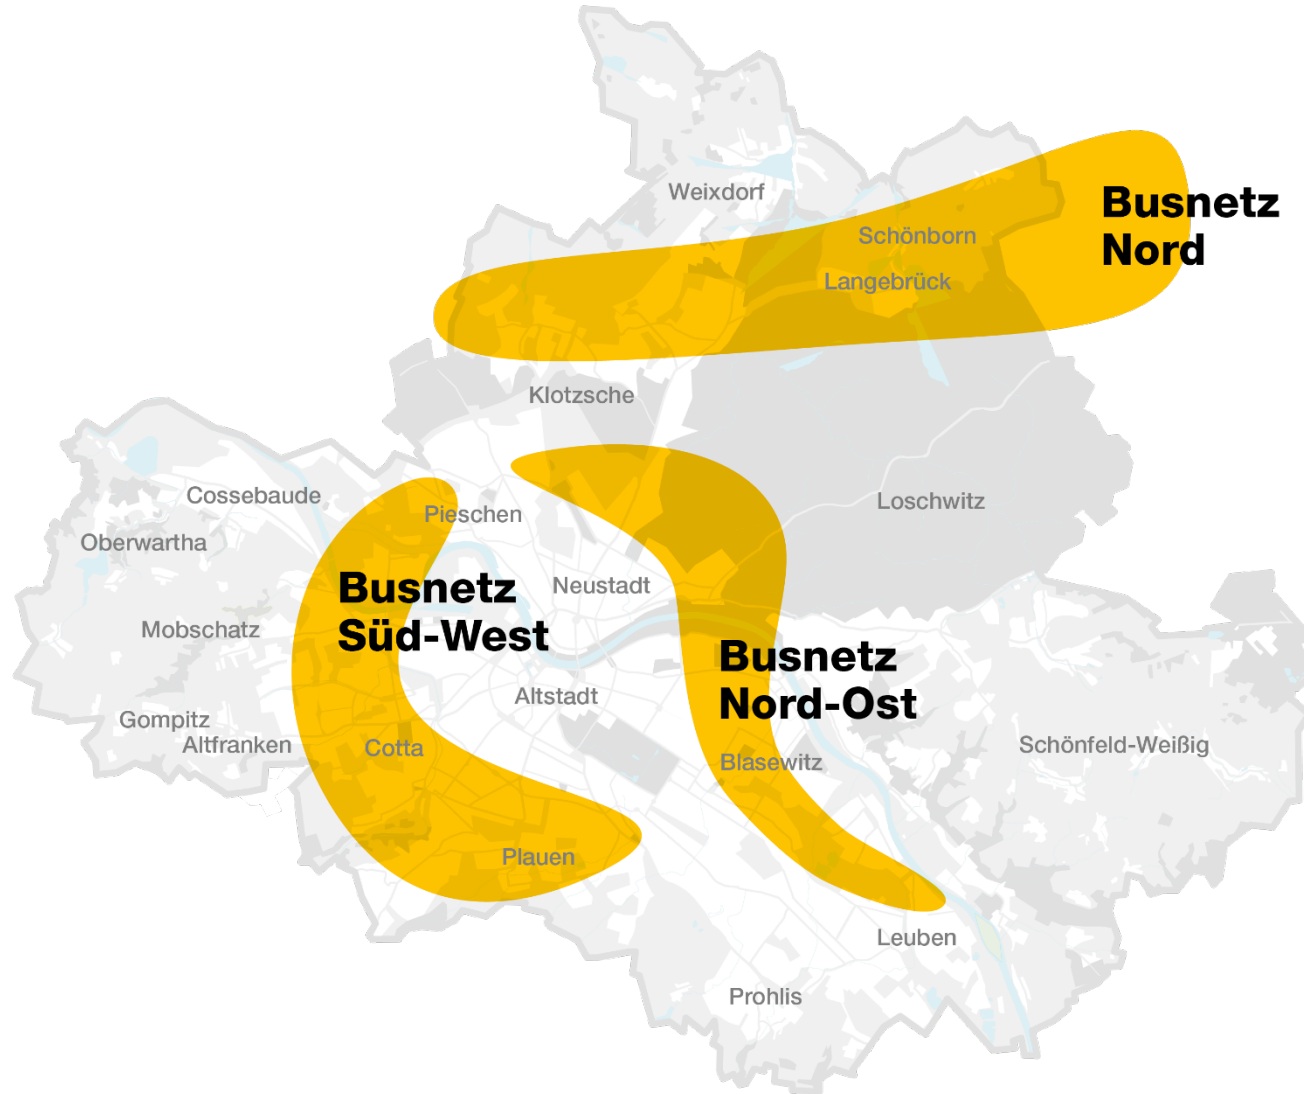 Weixdorf
Busnetz
Nord
Schönborn
Langebrück
Klotzsche
Cossebaude
Pieschen
Loschwitz
Oberwartha
Busnetz
Süd-West
Neustadt
Mobschatz
Busnetz
Nord-Ost
Altstadt
Gompitz
Altfranken
Cotta
Blasewitz
Schönfeld-Weißig
Plauen
Leuben
Prohlis